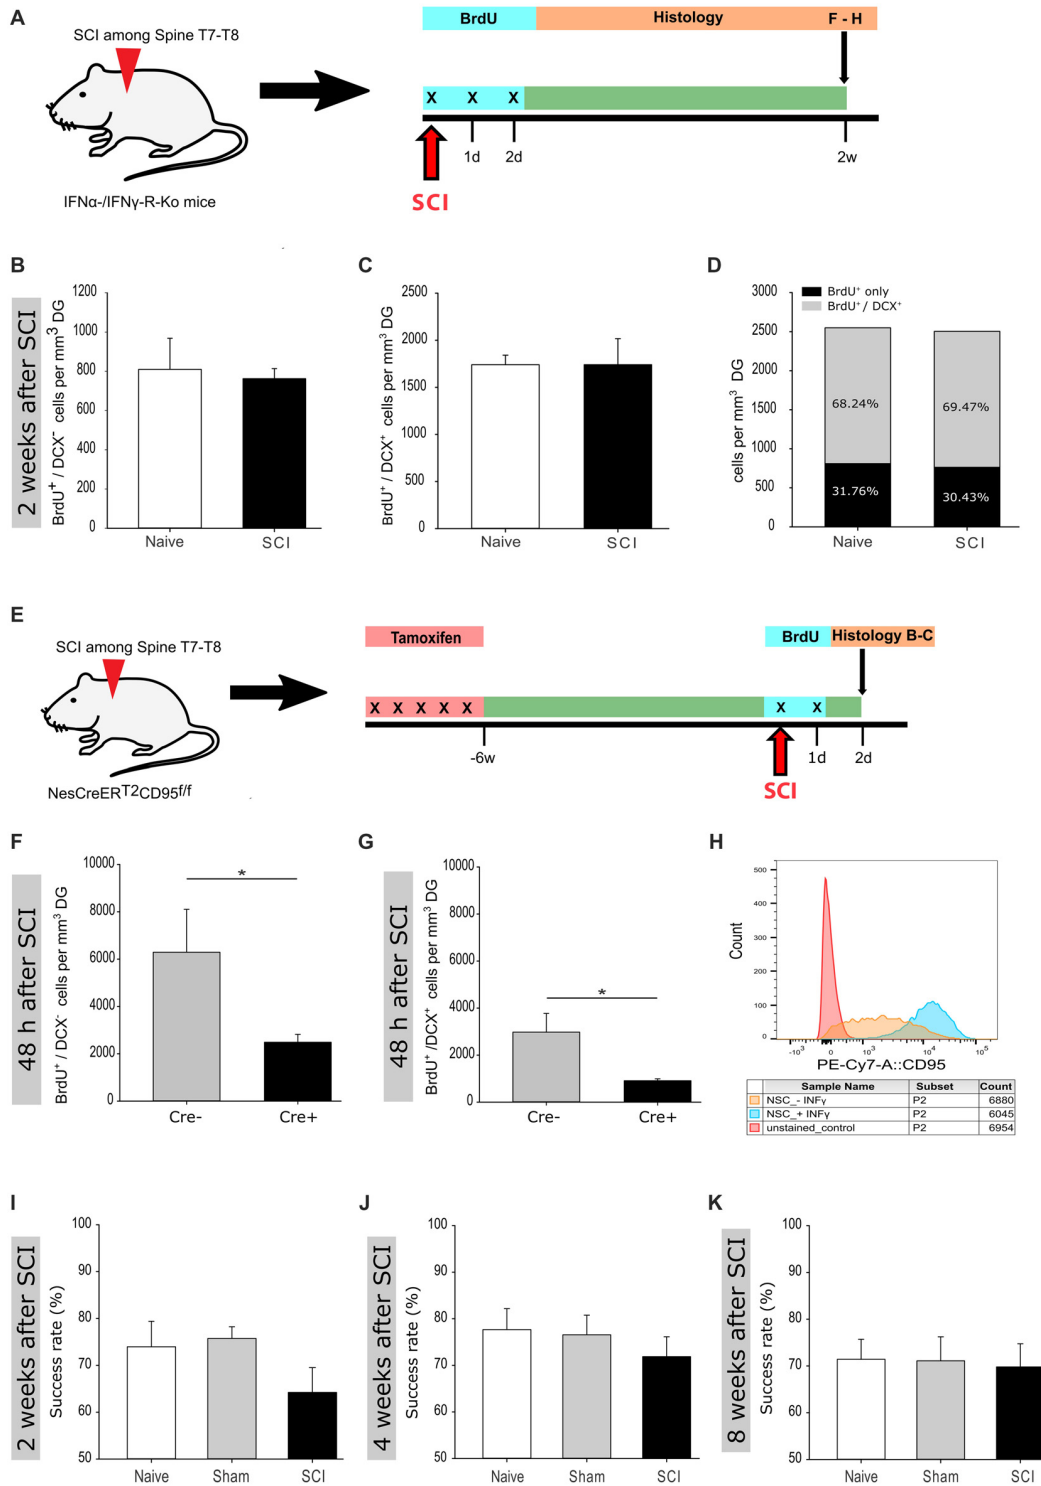 A
SCI among Spine T7-T8
IFNα-/IFNγ-R-Ko mice
BrdU Histology F - H
X X X
1d 2d 2w
SCI
B
2 weeks after SCI
BrdU+ / DCX- cells per mm3 DG
1200
1000
800
600
400
200
0
Naive SCI
C
BrdU+ / DCX+ cells per mm3 DG
2500
2000
1500
1000
500
0
Naive SCI
D
cells per mm3 DG
BrdU+ only
BrdU+ / DCX+
3000
2500
2000
1500
1000
500
0
68.24% 69.47%
31.76% 30.43%
Naive SCI
E
SCI among Spine T7-T8
NesCreERT2CD95f/f
Tamoxifen BrdU Histology B-C
X X X X X X X
-6w 1d 2d
SCI
F
48 h after SCI
BrdU+ / DCX- cells per mm3 DG
10000
8000
6000
4000
2000
0
*
Cre- Cre+
G
48 h after SCI
BrdU+ /DCX+ cells per mm3 DG
10000
8000
6000
4000
2000
0
*
Cre- Cre+
H
Count
500
400
300
200
100
0
-103 0 103 104 105
PE-Cy7-A::CD95
Sample Name Subset Count
NSC_- INFγ P2 6880
NSC_+ INFγ P2 6045
unstained_control P2 6954
I
2 weeks after SCI
Success rate (%)
100
90
80
70
60
50
Naive Sham SCI
J
4 weeks after SCI
Success rate (%)
100
90
80
70
60
50
Naive Sham SCI
K
8 weeks after SCI
Success rate (%)
100
90
80
70
60
50
Naive Sham SCI